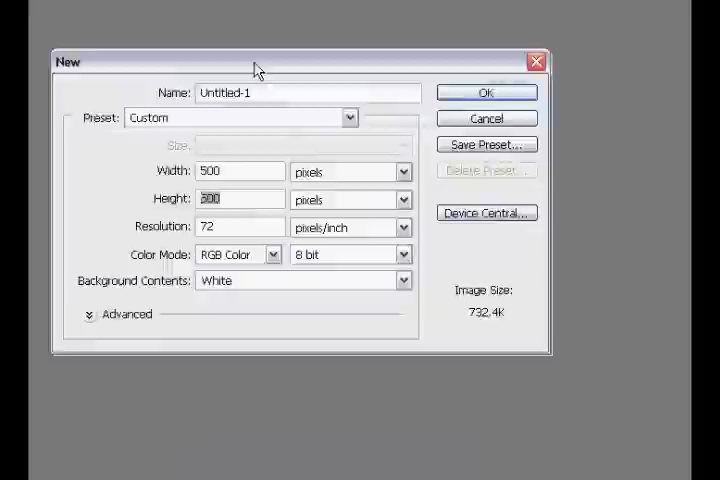 New
Name: Untitled-1 OK
Preset: Custom Cancel
Size: Save Preset...
Width: 500 pixels Delete Preset...
Height: 500 pixels Device Central...
Resolution: 72 pixels/inch
Color Mode: RGB Color 8 bit
Background Contents: White Image Size:
Advanced 732,4K